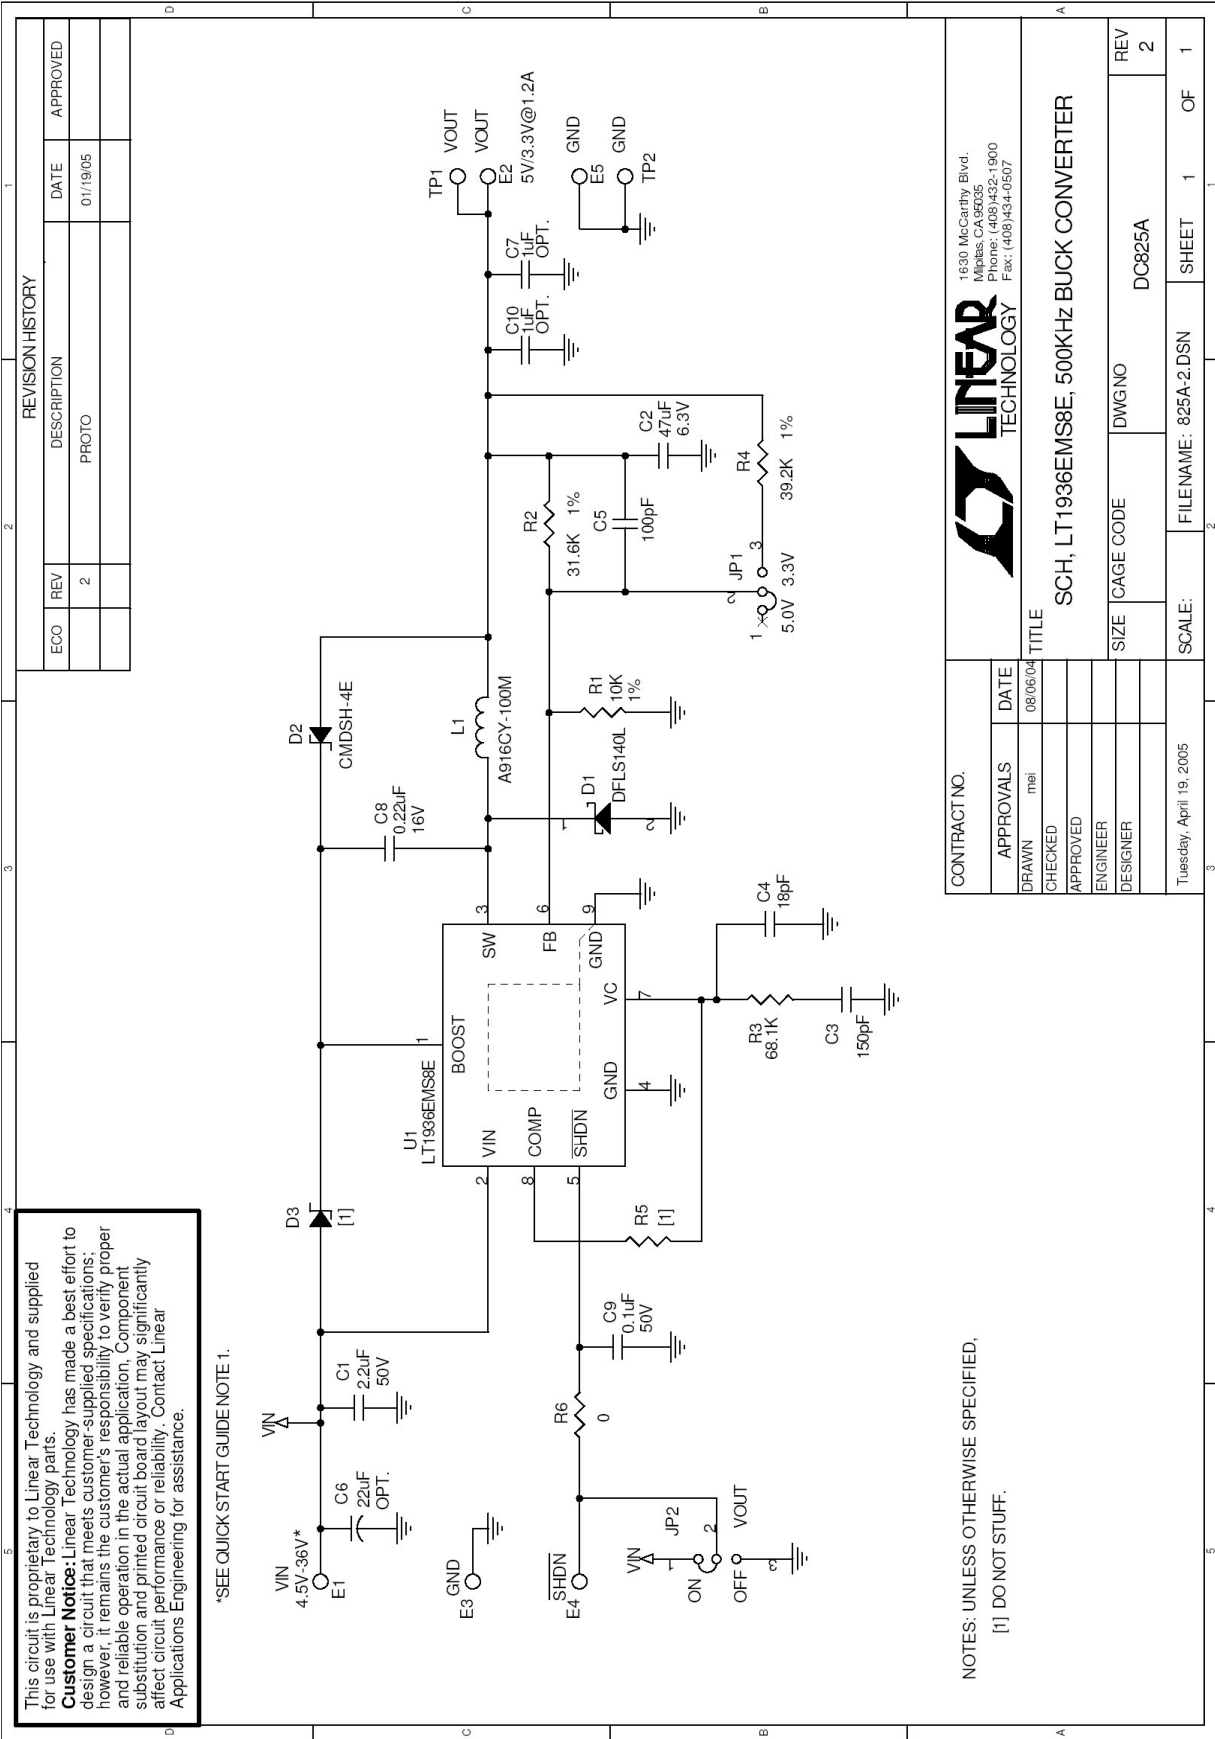 This circuit is proprietary to Linear Technology and supplied
for use with Linear Technology parts.
Customer Notice: Linear Technology has made a best effort to
design a circuit that meets customer-supplied specifications;
however, it remains the customer's responsibility to verify proper
and reliable operation in the actual application, Component
substitution and printed circuit board layout may significantly
affect circuit performance or reliability. Contact Linear
Applications Engineering for assistance.
*SEE QUICK START GUIDE NOTE 1.
REVISION HISTORY
ECO REV DESCRIPTION DATE APPROVED
2 PROTO 01/19/05
VIN
4.5V-36V*
E1
C6
22uF
OPT.
VIN
C1
2.2uF
50V
D3
[1]
D2
CMDSH-4E
C8
0.22uF
16V
L1
A916CY-100M
GND
E3
SHDN
E4
JP2
VIN
1
ON
2
OFF
3
VOUT
R6
0
C9
0.1uF
50V
R5
[1]
U1
LT1936EMS8E
2 VIN
8 COMP
5 SHDN
1
BOOST
SW 3
FB 6
GND 9
GND
4
VC
7
R3
68.1K
C3
150pF
C4
18pF
1
D1
DFLS140L
2
R1
10K
1%
R2
31.6K 1%
C5
100pF
C2
47uF
6.3V
R4
39.2K 1%
JP1
1
2
3
5.0V 3.3V
C10
1uF
OPT.
C7
1uF
OPT.
TP1 VOUT
VOUT
E2
5V/3.3V@1.2A
GND
E5
GND
TP2
NOTES: UNLESS OTHERWISE SPECIFIED,
[1] DO NOT STUFF.
CONTRACT NO.
APPROVALS DATE
DRAWN mei 08/06/04
CHECKED
APPROVED
ENGINEER
DESIGNER
Tuesday, April 19, 2005
LINEAR
TECHNOLOGY
1630 McCarthy Blvd.
Milpitas, CA 95035
Phone: (408)432-1900
Fax: (408)434-0507
TITLE
SCH, LT1936EMS8E, 500KHz BUCK CONVERTER
SIZE CAGE CODE DWG NO REV
DC825A 2
SCALE: FILENAME: 825A-2.DSN SHEET 1 OF 1
5 4 3 2 1
5 4 3 2 1
D C B A
D C B A